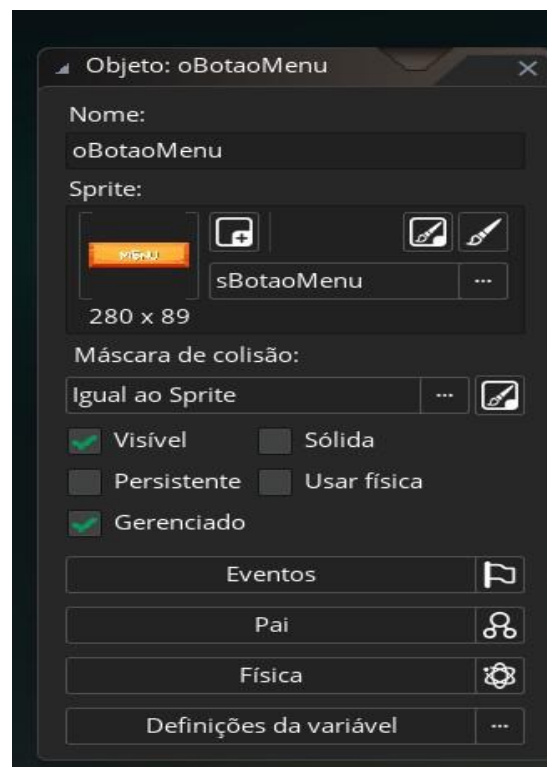 Objeto: oBotaoMenu
Nome:
oBotaoMenu
Sprite:
MENU
sBotaoMenu ...
280 x 89
Máscara de colisão:
Igual ao Sprite ...
Visível Sólida
Persistente Usar física
Gerenciado
Eventos
Pai
Física
Definições da variável ...